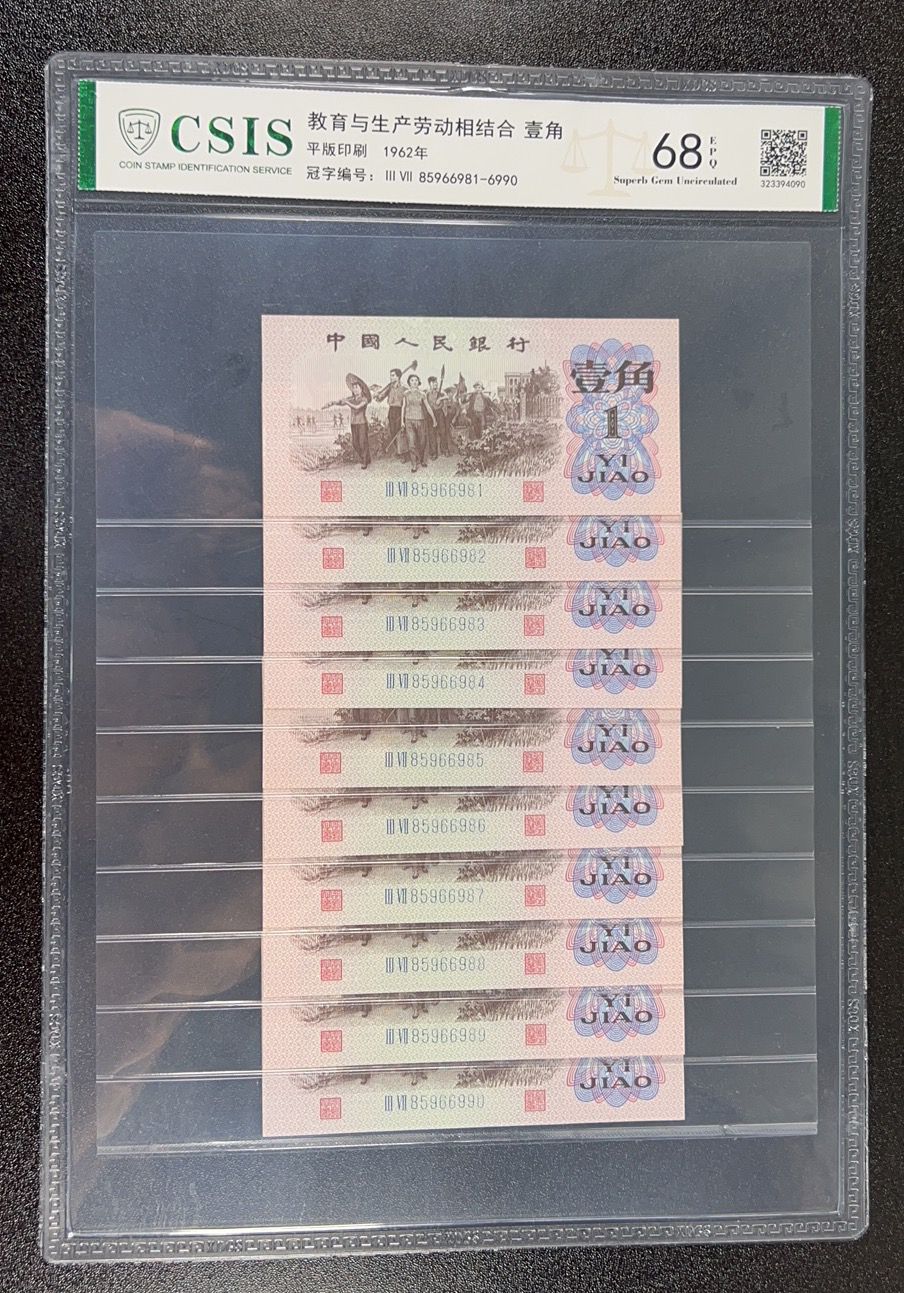 CSIS
COIN STAMP IDENTIFICATION SERVICE
教育与生产劳动相结合 壹角
平版印刷 1962年
冠字编号： III VII 85966981-6990
68 EPQ
Superb Gem Uncirculated
323394090
中國人民銀行
壹角
1
YI
JIAO
III VII 85966981
YI
JIAO
III VII 85966982
YI
JIAO
III VII 85966983
YI
JIAO
III VII 85966984
YI
JIAO
III VII 85966985
YI
JIAO
III VII 85966986
YI
JIAO
III VII 85966987
YI
JIAO
III VII 85966988
YI
JIAO
III VII 85966989
YI
JIAO
III VII 85966990